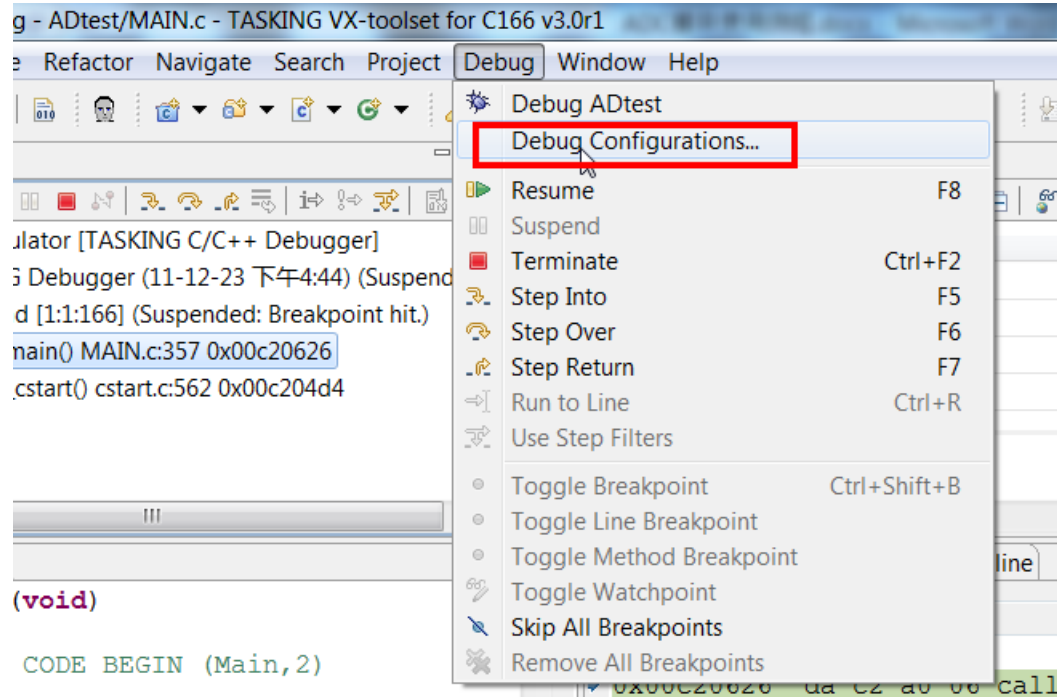 g - ADtest/MAIN.c - TASKING VX-toolset for C166 v3.0r1
e Refactor Navigate Search Project Debug Window Help
Debug ADtest
Debug Configurations...
Resume F8
Suspend
Terminate Ctrl+F2
Step Into F5
Step Over F6
Step Return F7
Run to Line Ctrl+R
Use Step Filters
Toggle Breakpoint Ctrl+Shift+B
Toggle Line Breakpoint
Toggle Method Breakpoint
Toggle Watchpoint
Skip All Breakpoints
Remove All Breakpoints
ulator [TASKING C/C++ Debugger]
G Debugger (11-12-23 下午4:44) (Suspend
d [1:1:166] (Suspended: Breakpoint hit.)
main() MAIN.c:357 0x00c20626
_cstart() cstart.c:562 0x00c204d4
line
(void)
CODE BEGIN (Main,2)
0x00c20626 da c2 a0 06 call